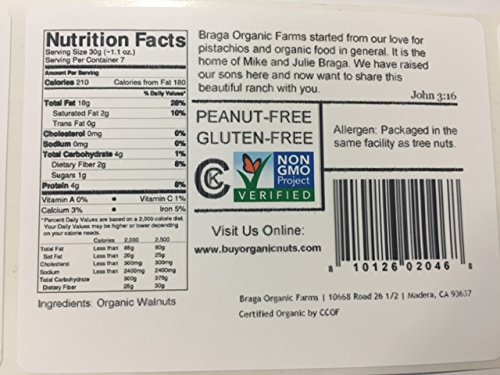 Nutrition Facts
Serving Size 30g (~1.1 oz.)
Serving Per Container 7
Amount Per Serving
Calories 210 Calories from Fat 180
% Daily Values*
Total Fat 18g 28%
Saturated Fat 2g 10%
Trans Fat 0g
Cholesterol 0mg 0%
Sodium 0mg 0%
Total Carbohydrate 4g 1%
Dietary Fiber 2g 8%
Sugars 1g
Protein 4g 8%
Vitamin A 0% • Vitamin C 1%
Calcium 3% • Iron 5%
*Percent Daily Values are based on a 2,000 calorie diet.
Your Daily Values may be higher or lower depending
on your calorie needs.
Calories 2,000 2,500
Total Fat Less than 65g 80g
Sat Fat Less than 20g 25g
Cholesterol Less than 300mg 300mg
Sodium Less than 2400mg 2400mg
Total Carbohydrate 300g 375g
Dietary Fiber 25g 30g
Ingredients: Organic Walnuts
Braga Organic Farms started from our love for
pistachios and organic food in general. It is the
home of Mike and Julie Braga. We have raised
our sons here and now want to share this
beautiful ranch with you.
John 3:16
PEANUT-FREE
GLUTEN-FREE
NON
GMO
Project
VERIFIED
Allergen: Packaged in the
same facility as tree nuts.
Visit Us Online:
www.buyorganicnuts.com
8 10126 02046 8
Braga Organic Farms | 10668 Road 26 1/2 | Madera, CA 93637
Certified Organic by CCOF